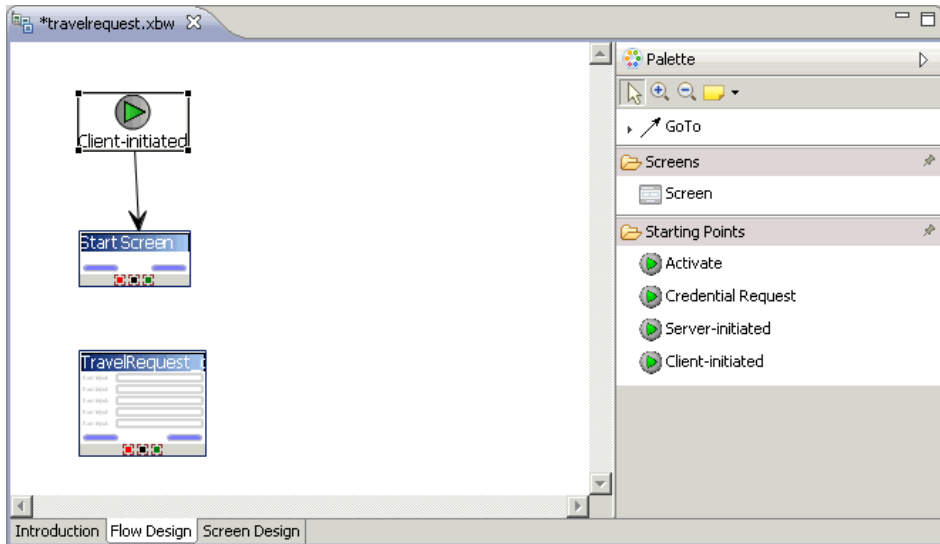 *travelrequest.xbw
Client-initiated
Start Screen
TravelRequest_
Palette
GoTo
Screens
Screen
Starting Points
Activate
Credential Request
Server-initiated
Client-initiated
Introduction
Flow Design
Screen Design